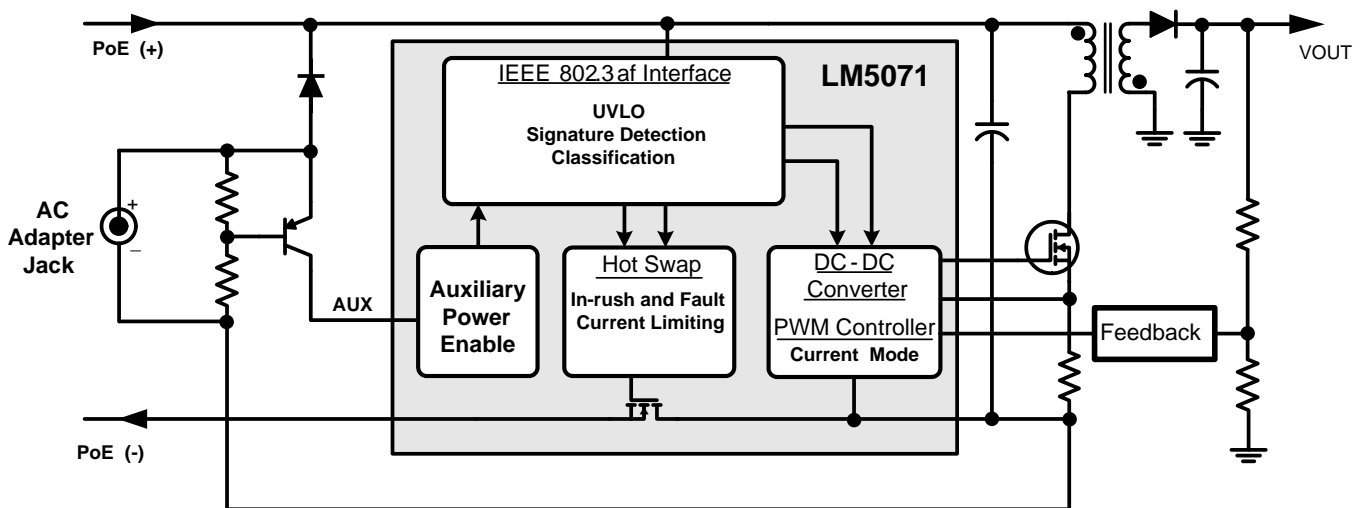 PoE (+)
VOUT
IEEE 802.3af Interface
LM5071
UVLO
Signature Detection
Classification
+
AC
Adapter
Jack
_
Hot Swap
In-rush and Fault
Current Limiting
DC-DC
Converter
PWM Controller
Current Mode
Auxiliary
Power
Enable
AUX
Feedback
PoE (-)